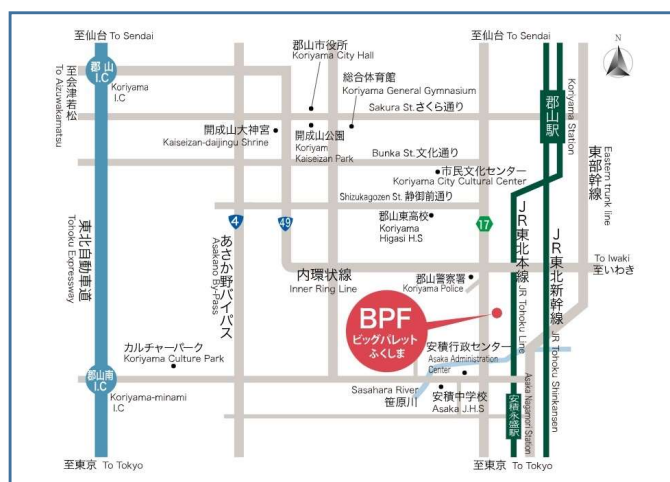 至仙台 To Sendai
至仙台 To Sendai
N
郡山市役所
Koriyama City Hall
郡山
I.C
Koriyama
I.C
総合体育館
Koriyama General Gymnasium
至会津若松
To Aizuwakamatsu
Sakura St. さくら通り
郡山駅
Koriyama Station
開成山大神宮
Kaiseizan-daijingu Shrine
開成山公園
Koriyam
Kaiseizan Park
Bunka St. 文化通り
東部幹線
Eastern trunk line
市民文化センター
Koriyama City Cultural Center
Shizukagozen St. 静御前通り
4
49
17
郡山東高校
Koriyama
Higasi H.S
東北自動車道
Tohoku Expressway
あさか野バイパス
Asakano By-Pass
内環状線
Inner Ring Line
郡山警察署
Koriyama Police
JR東北本線
JR Tohoku Line
JR東北新幹線
JR Tohoku Shinkansen
To Iwaki
至いわき
BPF
ビッグパレット
ふくしま
カルチャーパーク
Koriyama Culture Park
安積行政センター
Asaka Administration
Center
郡山南
I.C
Koriyama-minami
I.C
Sasahara River
笹原川
安積中学校
Asaka J.H.S
安積永盛駅
Asaka Nagamori Station
至東京 To Tokyo
至東京 To Tokyo